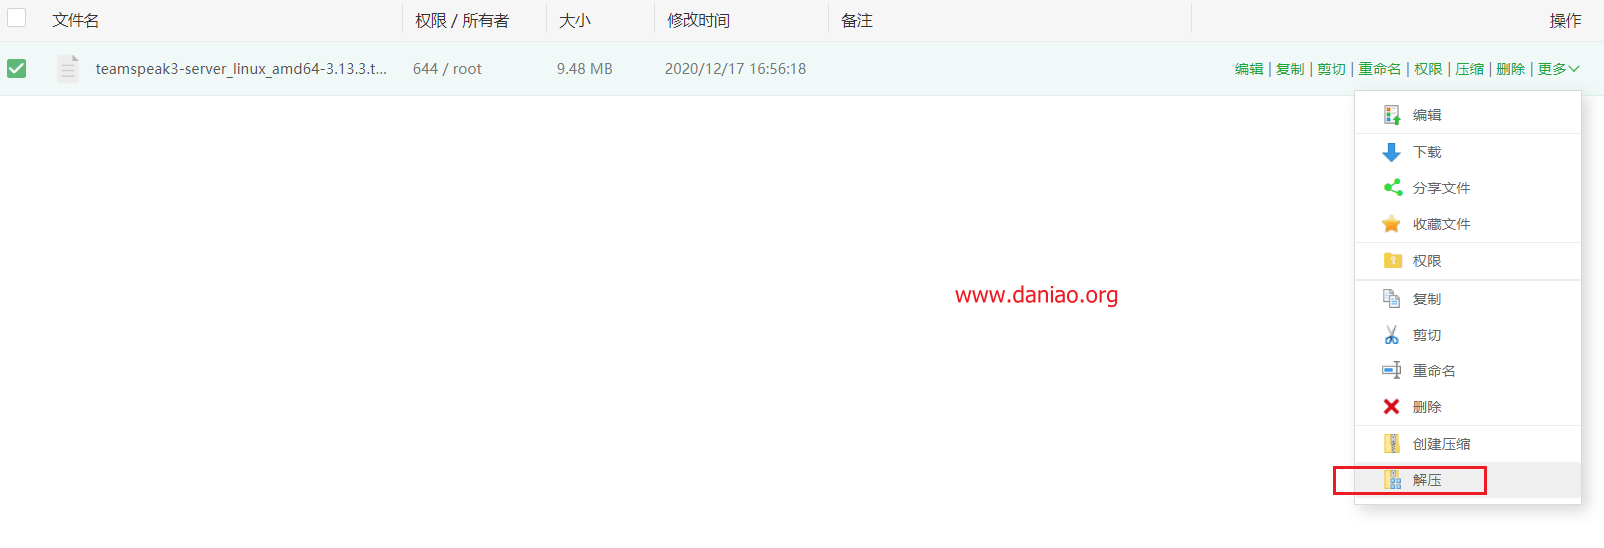 文件名 权限 / 所有者 大小 修改时间 备注 操作
teamspeak3-server_linux_amd64-3.13.3.t... 644 / root 9.48 MB 2020/12/17 16:56:18 编辑 | 复制 | 剪切 | 重命名 | 权限 | 压缩 | 删除 | 更多
编辑
下载
分享文件
收藏文件
权限
www.daniao.org
复制
剪切
重命名
删除
创建压缩
解压